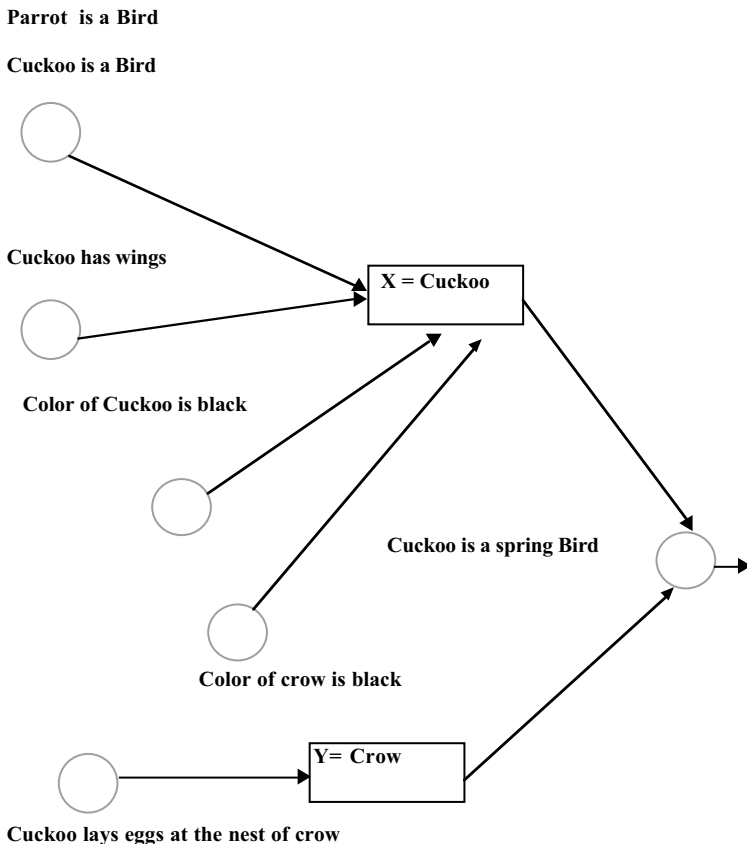 Parrot is a Bird
Cuckoo is a Bird
Cuckoo has wings
X = Cuckoo
Color of Cuckoo is black
Cuckoo is a spring Bird
Color of crow is black
Y= Crow
Cuckoo lays eggs at the nest of crow